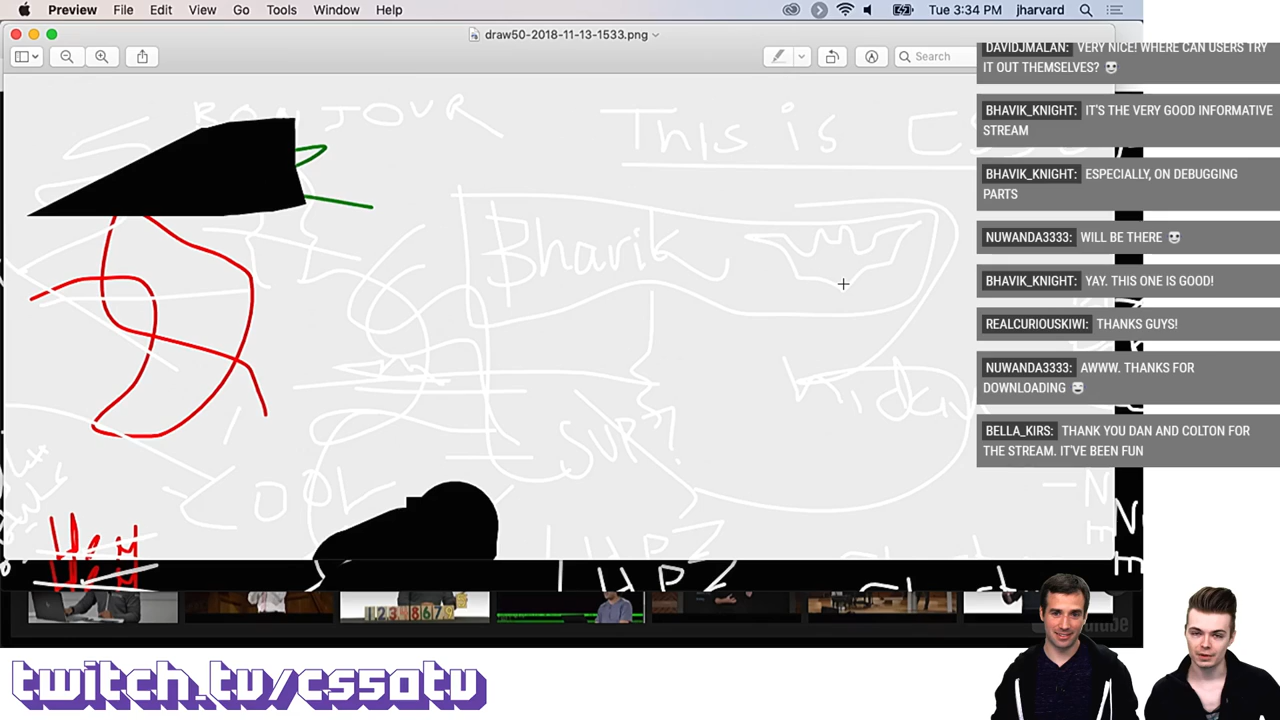 Preview File Edit View Go Tools Window Help
Tue 3:34 PM jharvard
draw50-2018-11-13-1533.png
Search
DAVIDJMALAN: VERY NICE! WHERE CAN USERS TRY
IT OUT THEMSELVES?
BHAVIK_KNIGHT: IT'S THE VERY GOOD INFORMATIVE
STREAM
BHAVIK_KNIGHT: ESPECIALLY, ON DEBUGGING
PARTS
NUWANDA3333: WILL BE THERE
BHAVIK_KNIGHT: YAY. THIS ONE IS GOOD!
REALCURIOUSKIWI: THANKS GUYS!
NUWANDA3333: AWWW. THANKS FOR
DOWNLOADING
BELLA_KIRS: THANK YOU DAN AND COLTON FOR
THE STREAM. IT'VE BEEN FUN
BONJOUR
This is
Bhavik
SUP?
twitch.tv/cs50tv